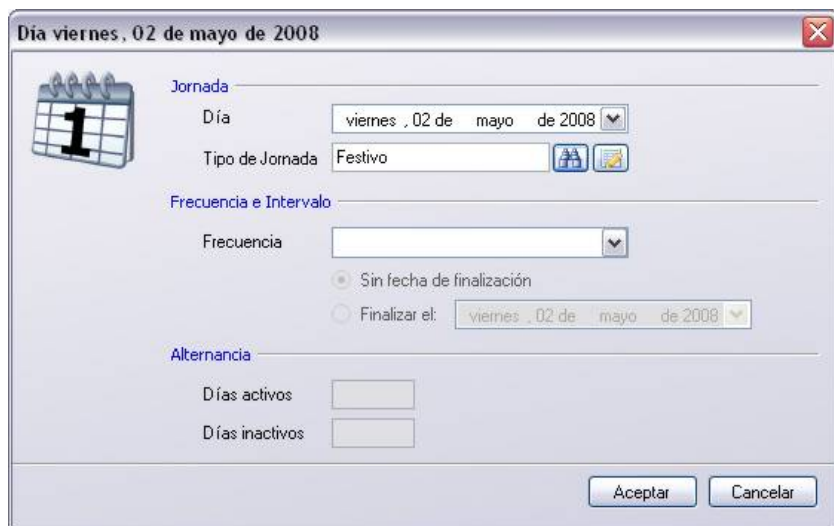 Día viernes, 02 de mayo de 2008
1
Jornada
Día viernes , 02 de mayo de 2008
Tipo de Jornada Festivo
Frecuencia e Intervalo
Frecuencia
Sin fecha de finalización
Finalizar el: viernes , 02 de mayo de 2008
Alternancia
Días activos
Días inactivos
Aceptar Cancelar